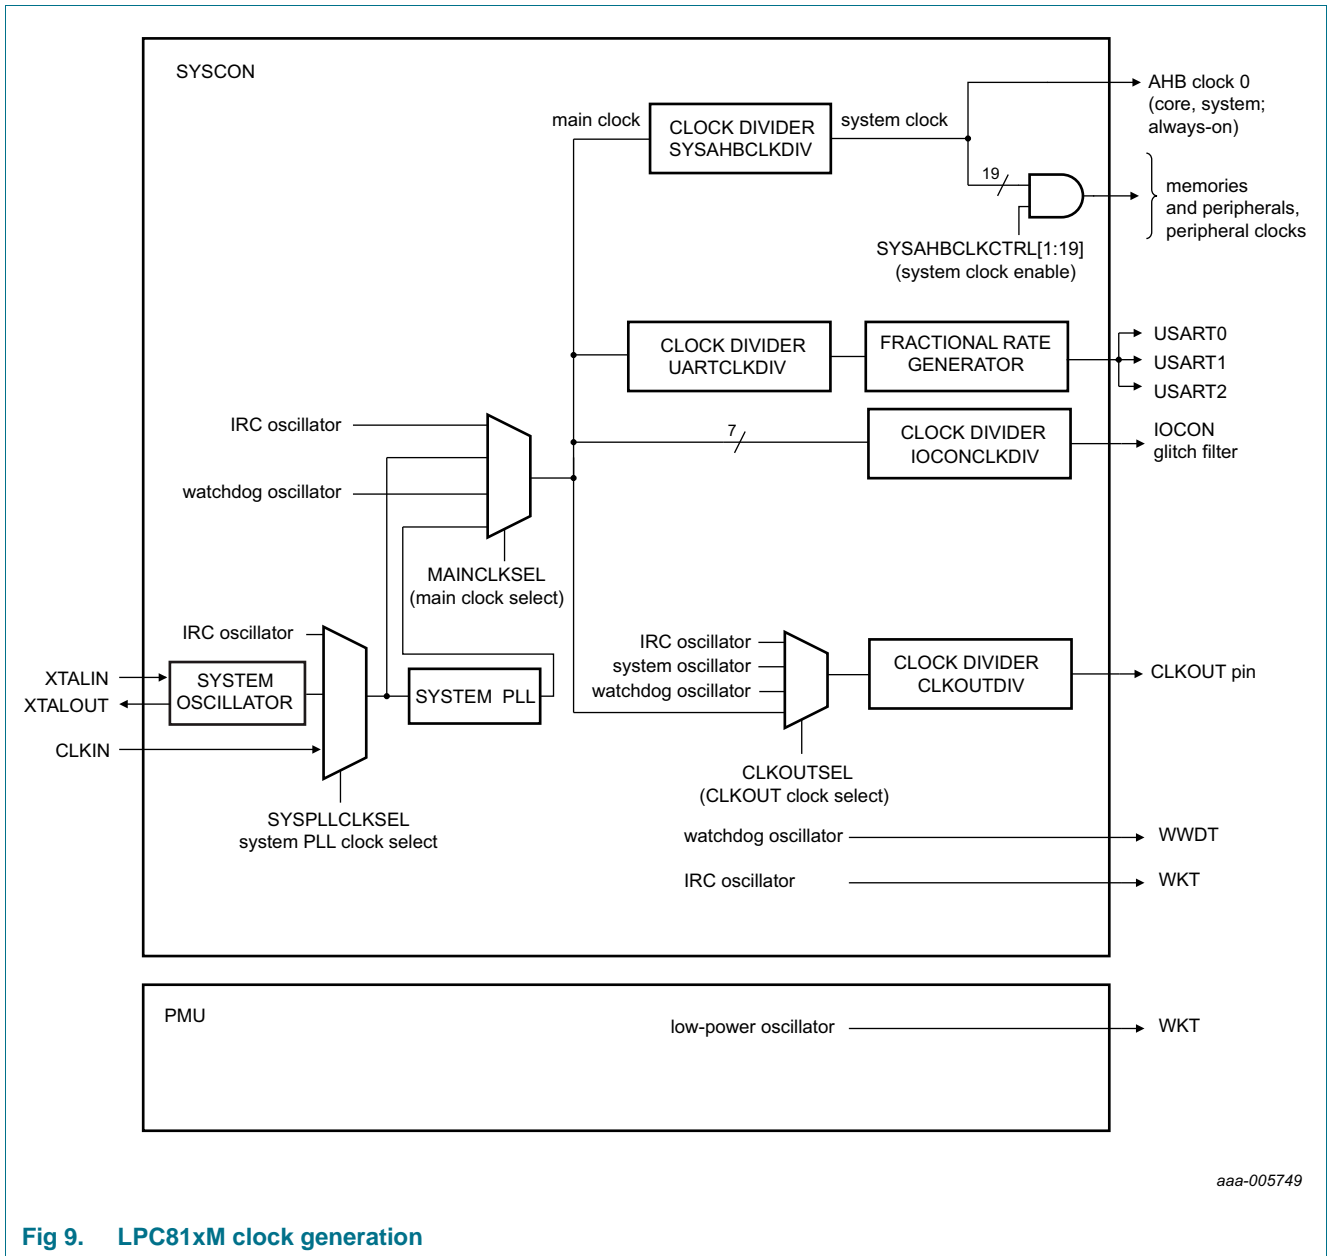 SYSCON
AHB clock 0
(core, system;
always-on)
main clock
CLOCK DIVIDER
SYSAHBCLKDIV
system clock
19
memories
and peripherals,
peripheral clocks
SYSAHBCLKCTRL[1:19]
(system clock enable)
CLOCK DIVIDER
UARTCLKDIV
FRACTIONAL RATE
GENERATOR
USART0
USART1
USART2
IRC oscillator
7
CLOCK DIVIDER
IOCONCLKDIV
IOCON
glitch filter
watchdog oscillator
MAINCLKSEL
(main clock select)
IRC oscillator
XTALIN
XTALOUT
SYSTEM
OSCILLATOR
SYSTEM PLL
CLKIN
SYSPLLCLKSEL
system PLL clock select
IRC oscillator
system oscillator
watchdog oscillator
CLOCK DIVIDER
CLKOUTDIV
CLKOUT pin
CLKOUTSEL
(CLKOUT clock select)
watchdog oscillator
WWDT
IRC oscillator
WKT
PMU
low-power oscillator
WKT
aaa-005749
Fig 9. LPC81xM clock generation